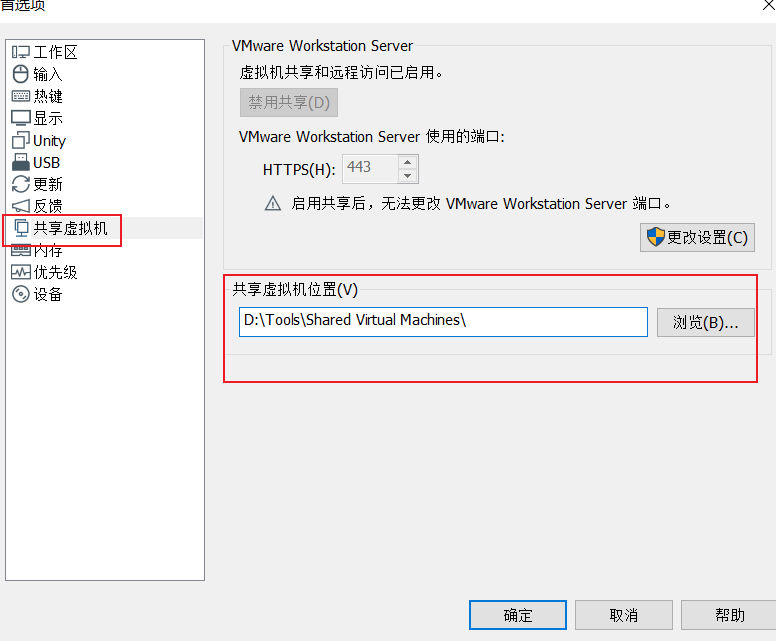 首选项
工作区
输入
热键
显示
Unity
USB
更新
反馈
共享虚拟机
内存
优先级
设备
VMware Workstation Server
虚拟机共享和远程访问已启用。
禁用共享(D)
VMware Workstation Server 使用的端口:
HTTPS(H): 443
启用共享后，无法更改 VMware Workstation Server 端口。
更改设置(C)
共享虚拟机位置(V)
D:\Tools\Shared Virtual Machines\
浏览(B)...
确定 取消 帮助